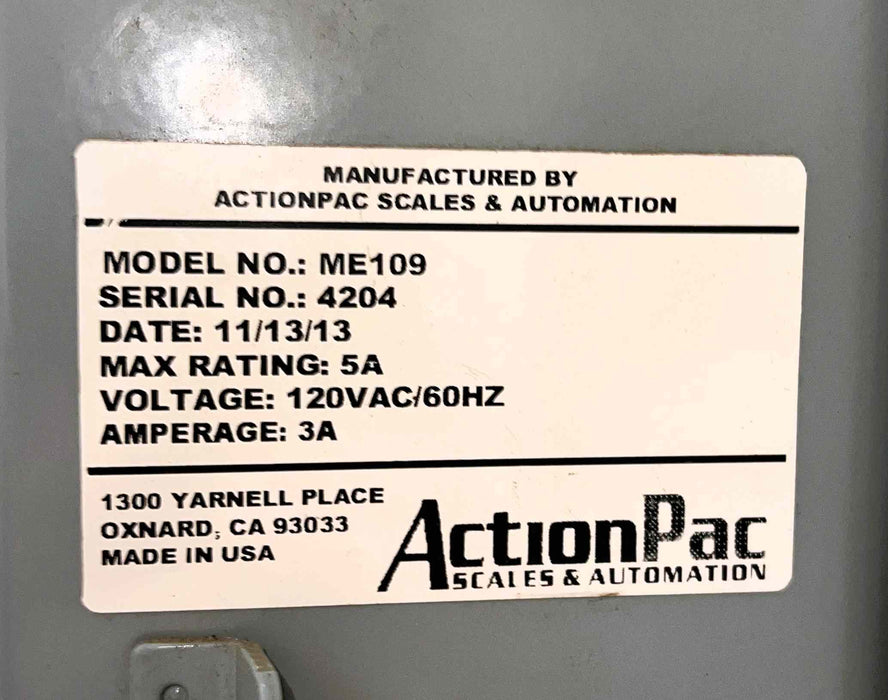 MANUFACTURED BY
ACTIONPAC SCALES & AUTOMATION
MODEL NO.: ME109
SERIAL NO.: 4204
DATE: 11/13/13
MAX RATING: 5A
VOLTAGE: 120VAC/60HZ
AMPERAGE: 3A
1300 YARNELL PLACE
OXNARD, CA 93033
MADE IN USA
ActionPac
SCALES & AUTOMATION